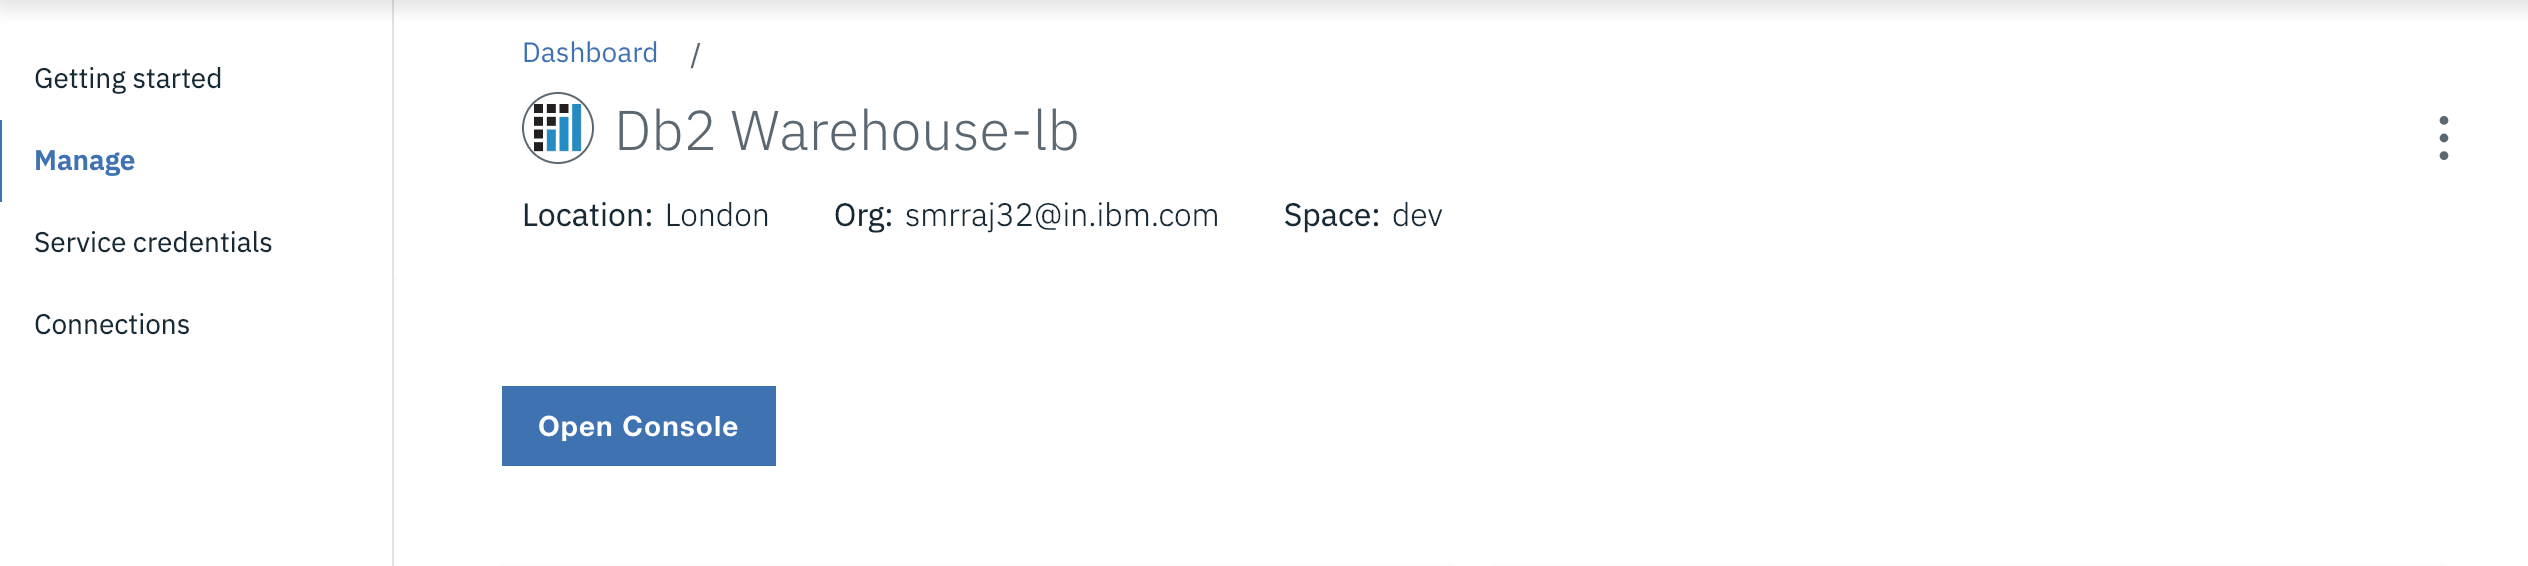 Getting started
Manage
Service credentials
Connections
Dashboard /
Db2 Warehouse-lb
Location: London Org: smrraj32@in.ibm.com Space: dev
Open Console